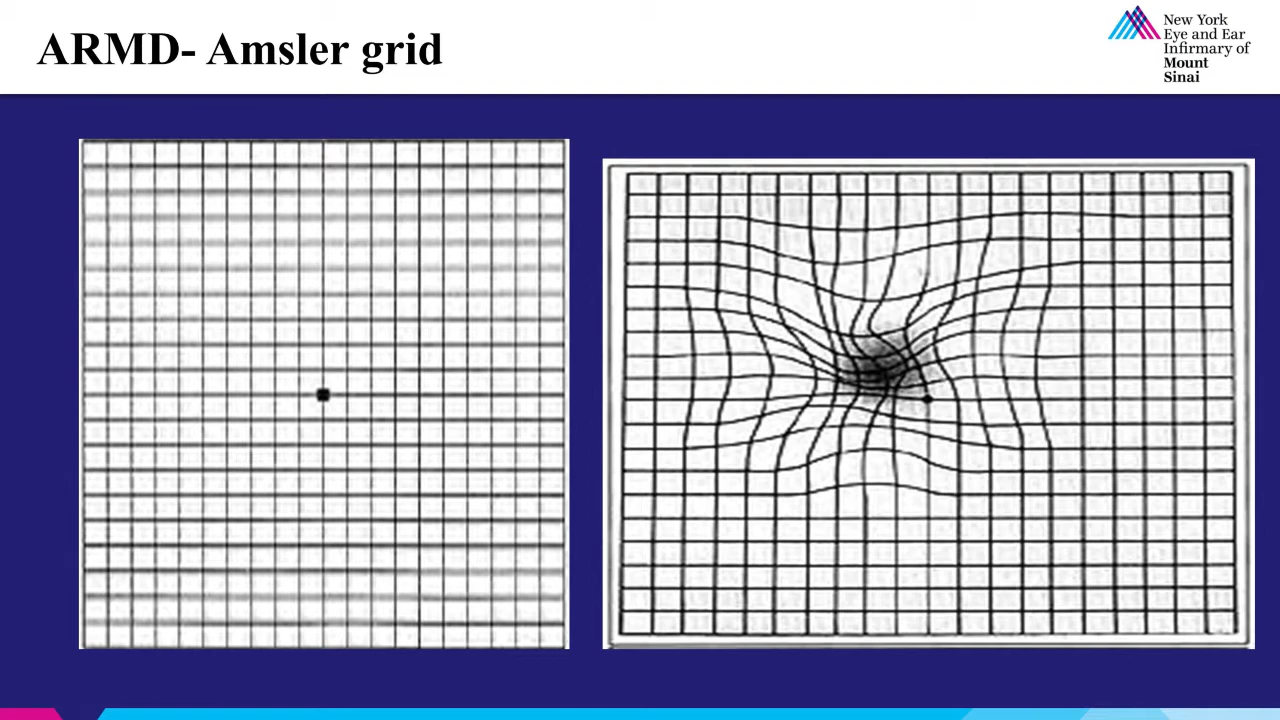 ARMD- Amsler grid
New York
Eye and Ear
Infirmary of
Mount
Sinai